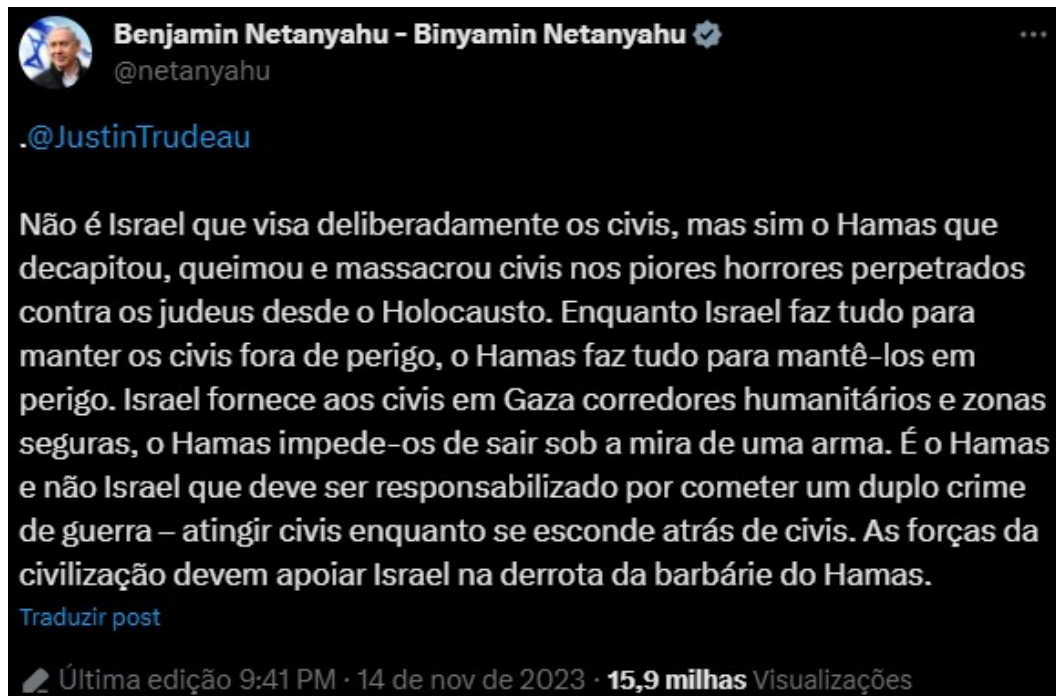 Benjamin Netanyahu - Binyamin Netanyahu
@netanyahu
.@JustinTrudeau
Não é Israel que visa deliberadamente os civis, mas sim o Hamas que
decapitou, queimou e massacrou civis nos piores horrores perpetrados
contra os judeus desde o Holocausto. Enquanto Israel faz tudo para
manter os civis fora de perigo, o Hamas faz tudo para mantê-los em
perigo. Israel fornece aos civis em Gaza corredores humanitários e zonas
seguras, o Hamas impede-os de sair sob a mira de uma arma. É o Hamas
e não Israel que deve ser responsabilizado por cometer um duplo crime
de guerra – atingir civis enquanto se esconde atrás de civis. As forças da
civilização devem apoiar Israel na derrota da barbárie do Hamas.
Traduzir post
Última edição 9:41 PM · 14 de nov de 2023 · 15,9 milhas Visualizações